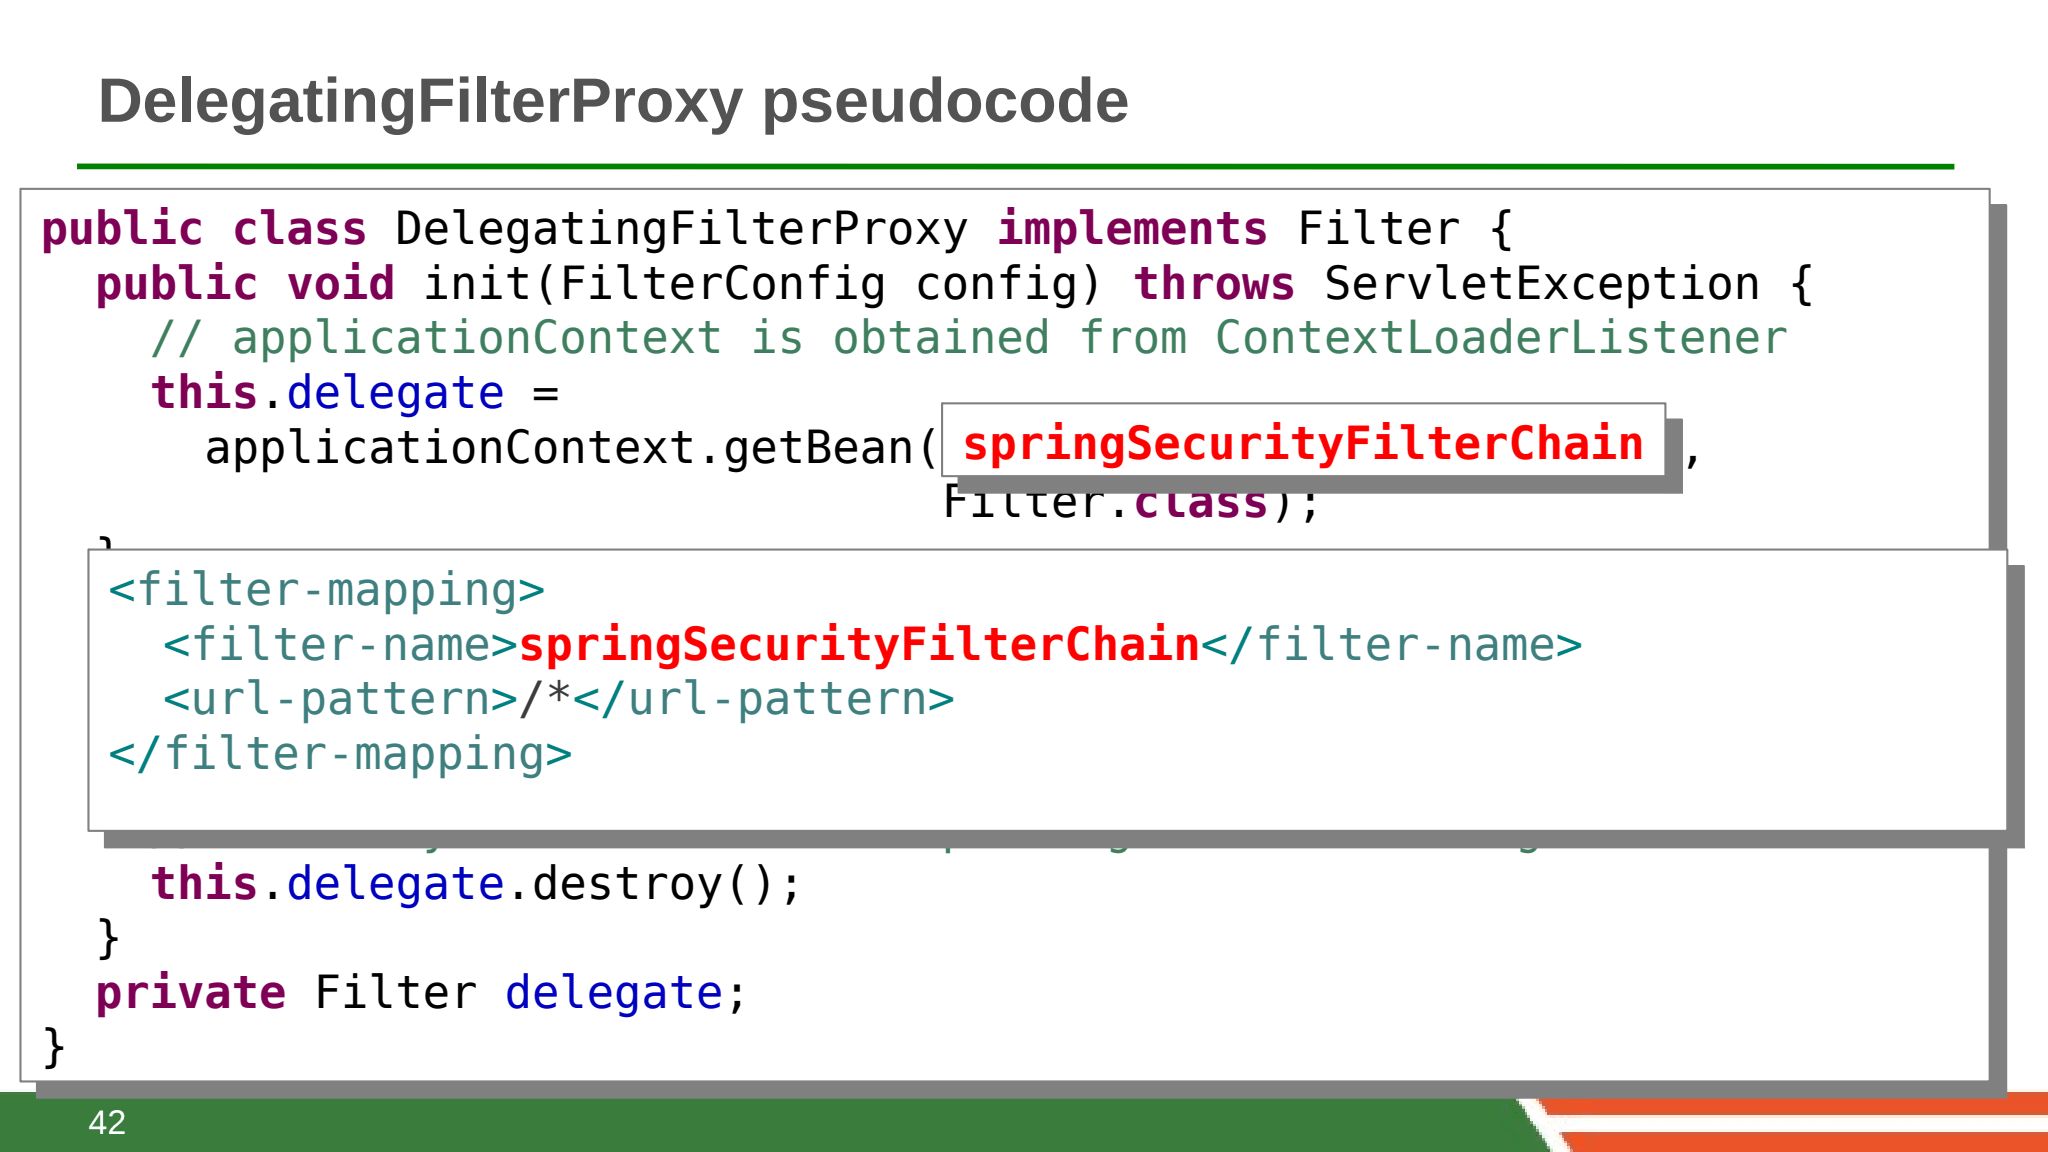 DelegatingFilterProxy pseudocode
public class DelegatingFilterProxy implements Filter {
public void init(FilterConfig config) throws ServletException {
// applicationContext is obtained from ContextLoaderListener
this.delegate =
applicationContext.getBean( springSecurityFilterChain ,
Filter.class);
}
<filter-mapping>
<filter-name>springSecurityFilterChain</filter-name>
<url-pattern>/*</url-pattern>
</filter-mapping>
this.delegate.destroy();
}
private Filter delegate;
}
42